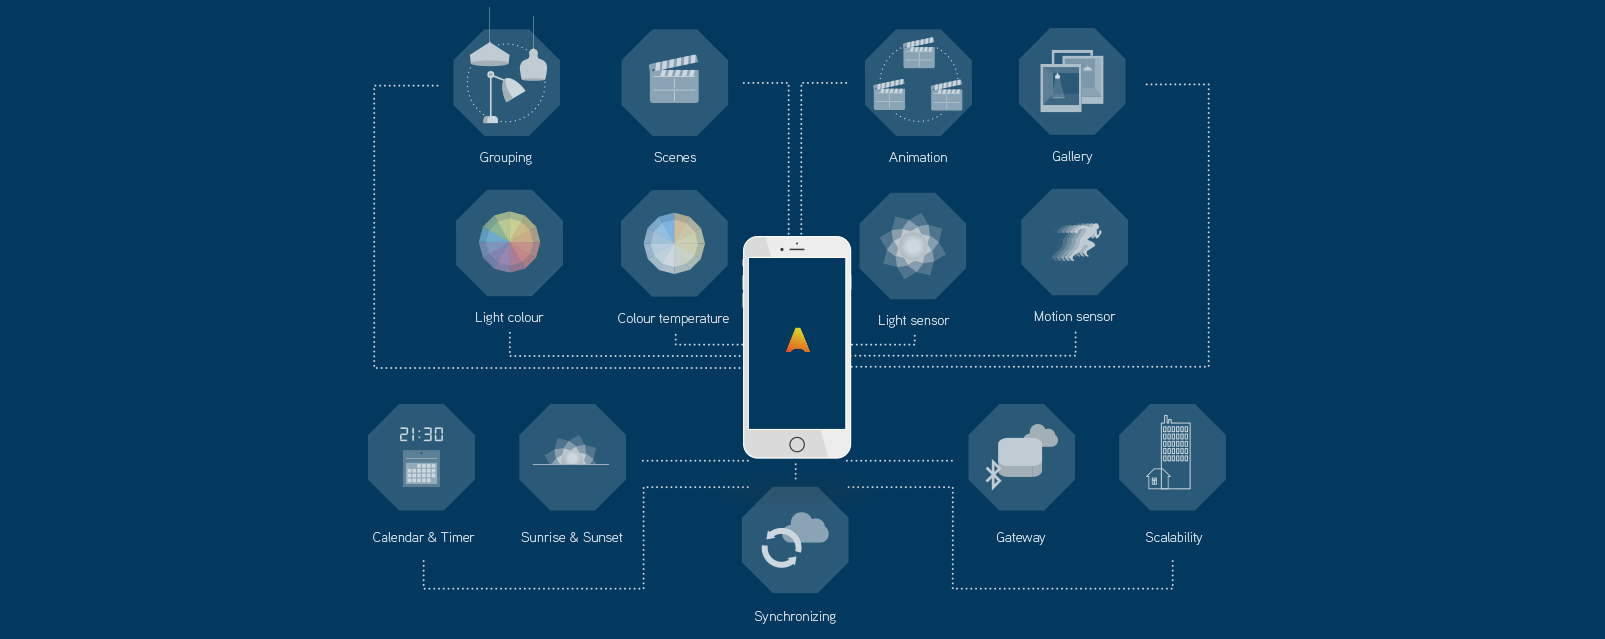 Grouping
Scenes
Animation
Gallery
Light colour
Colour temperature
Light sensor
Motion sensor
A
21:30
Calendar & Timer
Sunrise & Sunset
Gateway
Scalability
Synchronizing